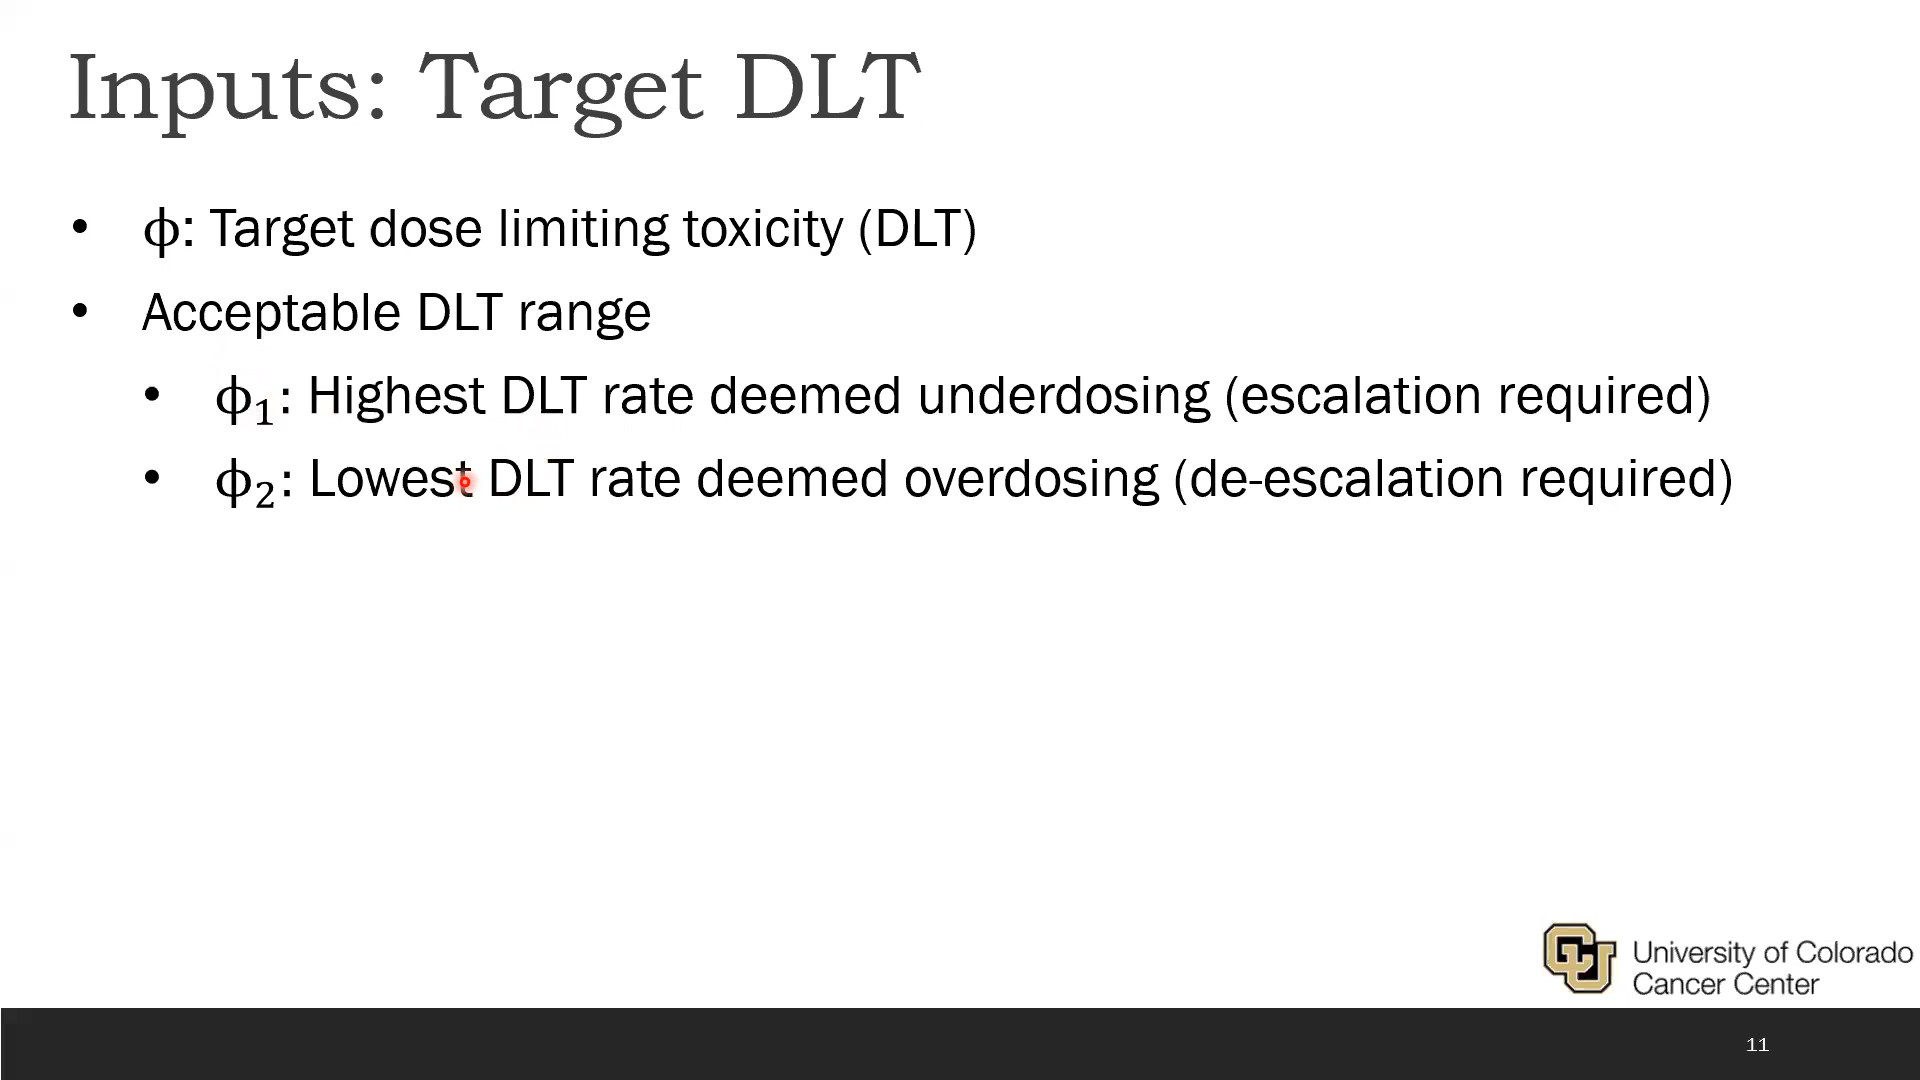 Inputs: Target DLT
• ϕ: Target dose limiting toxicity (DLT)
• Acceptable DLT range
• ϕ₁: Highest DLT rate deemed underdosing (escalation required)
• ϕ₂: Lowest DLT rate deemed overdosing (de-escalation required)
CU
University of Colorado
Cancer Center
11